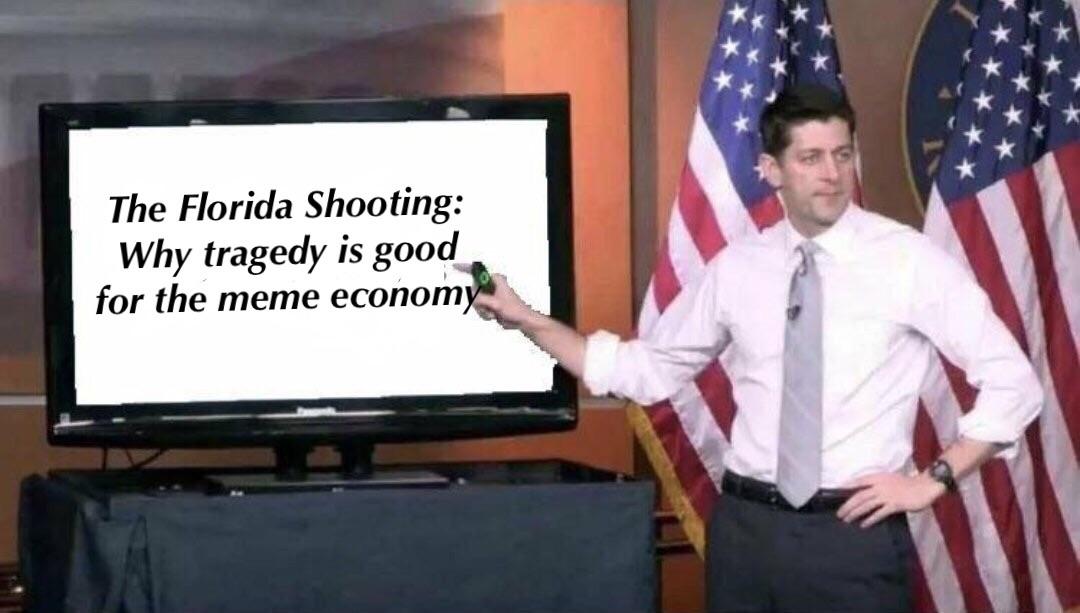 The Florida Shooting:
Why tragedy is good
for the meme economy